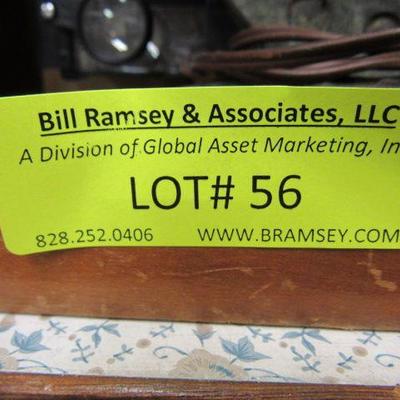 Bill Ramsey & Associates, LLC
A Division of Global Asset Marketing, In
LOT# 56
828.252.0406 WWW.BRAMSEY.COM